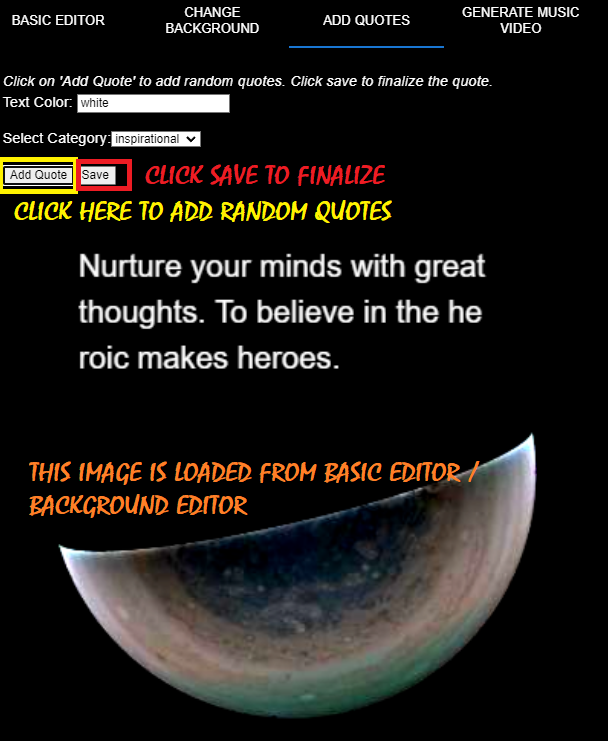 BASIC EDITOR
CHANGE
BACKGROUND
ADD QUOTES
GENERATE MUSIC
VIDEO
Click on 'Add Quote' to add random quotes. Click save to finalize the quote.
Text Color: white
Select Category: inspirational
Add Quote Save CLICK SAVE TO FINALIZE
CLICK HERE TO ADD RANDOM QUOTES
Nurture your minds with great
thoughts. To believe in the he
roic makes heroes.
THIS IMAGE IS LOADED FROM BASIC EDITOR /
BACKGROUND EDITOR